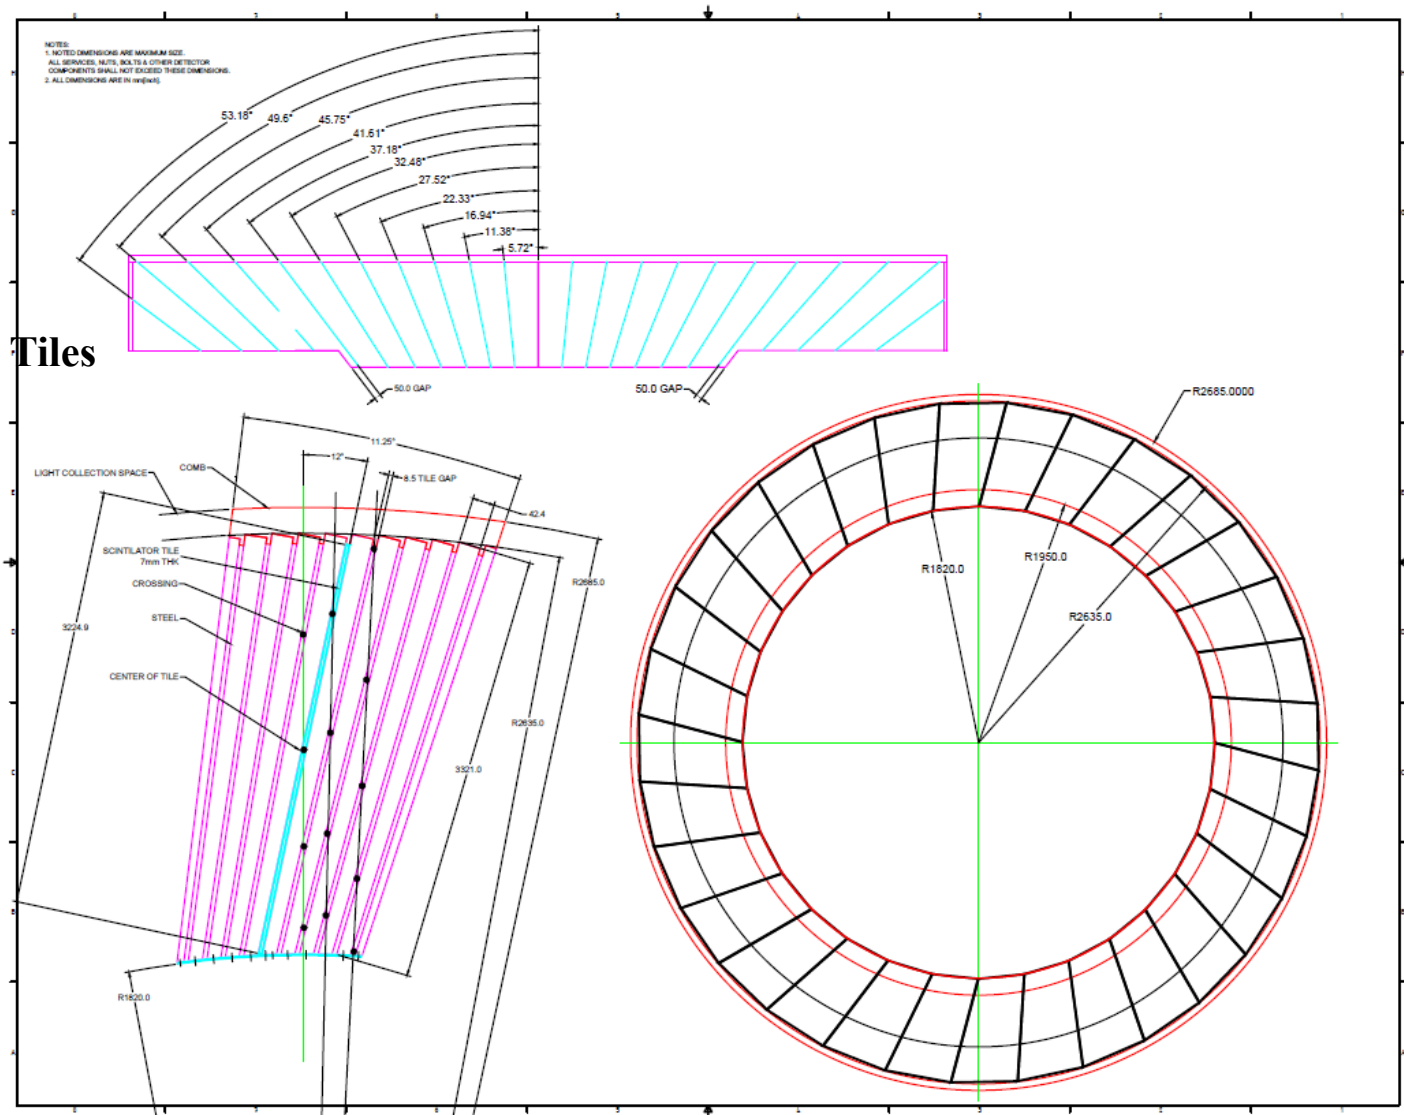 NOTES:
1. NOTED DIMENSIONS ARE MAXIMUM SIZE.
ALL SERVICES, NUTS, BOLTS & OTHER DETECTOR
COMPONENTS SHALL NOT EXCEED THESE DIMENSIONS.
2. ALL DIMENSIONS ARE IN mm[inch].
53.18°
49.6°
45.75°
41.61°
37.18°
32.48°
27.52°
22.33°
16.94°
11.38°
5.72°
Tiles
50.0 GAP
50.0 GAP
11.25°
12°
LIGHT COLLECTION SPACE
COMB
8.5 TILE GAP
42.4
SCINTILATOR TILE
7mm THK
CROSSING
STEEL
CENTER OF TILE
3224.9
R2685.0
R2635.0
3321.0
R1820.0
R2685.0000
R1820.0
R1950.0
R2635.0